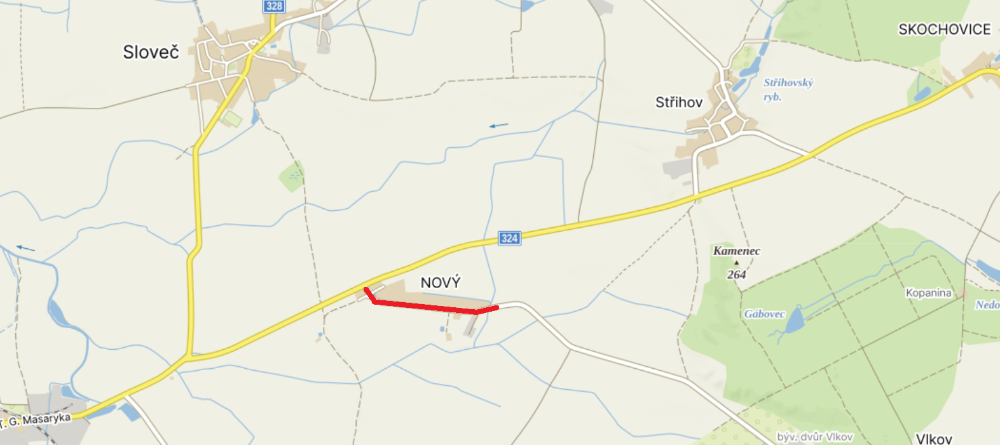 328
SKOCHOVICE
Sloveč
Střihovský
ryb.
Střihov
324
Kamenec
264
NOVÝ
Kopanina
Gábovec
Nedo
T. G. Masaryka
býv. dvůr Vlkov
Vlkov